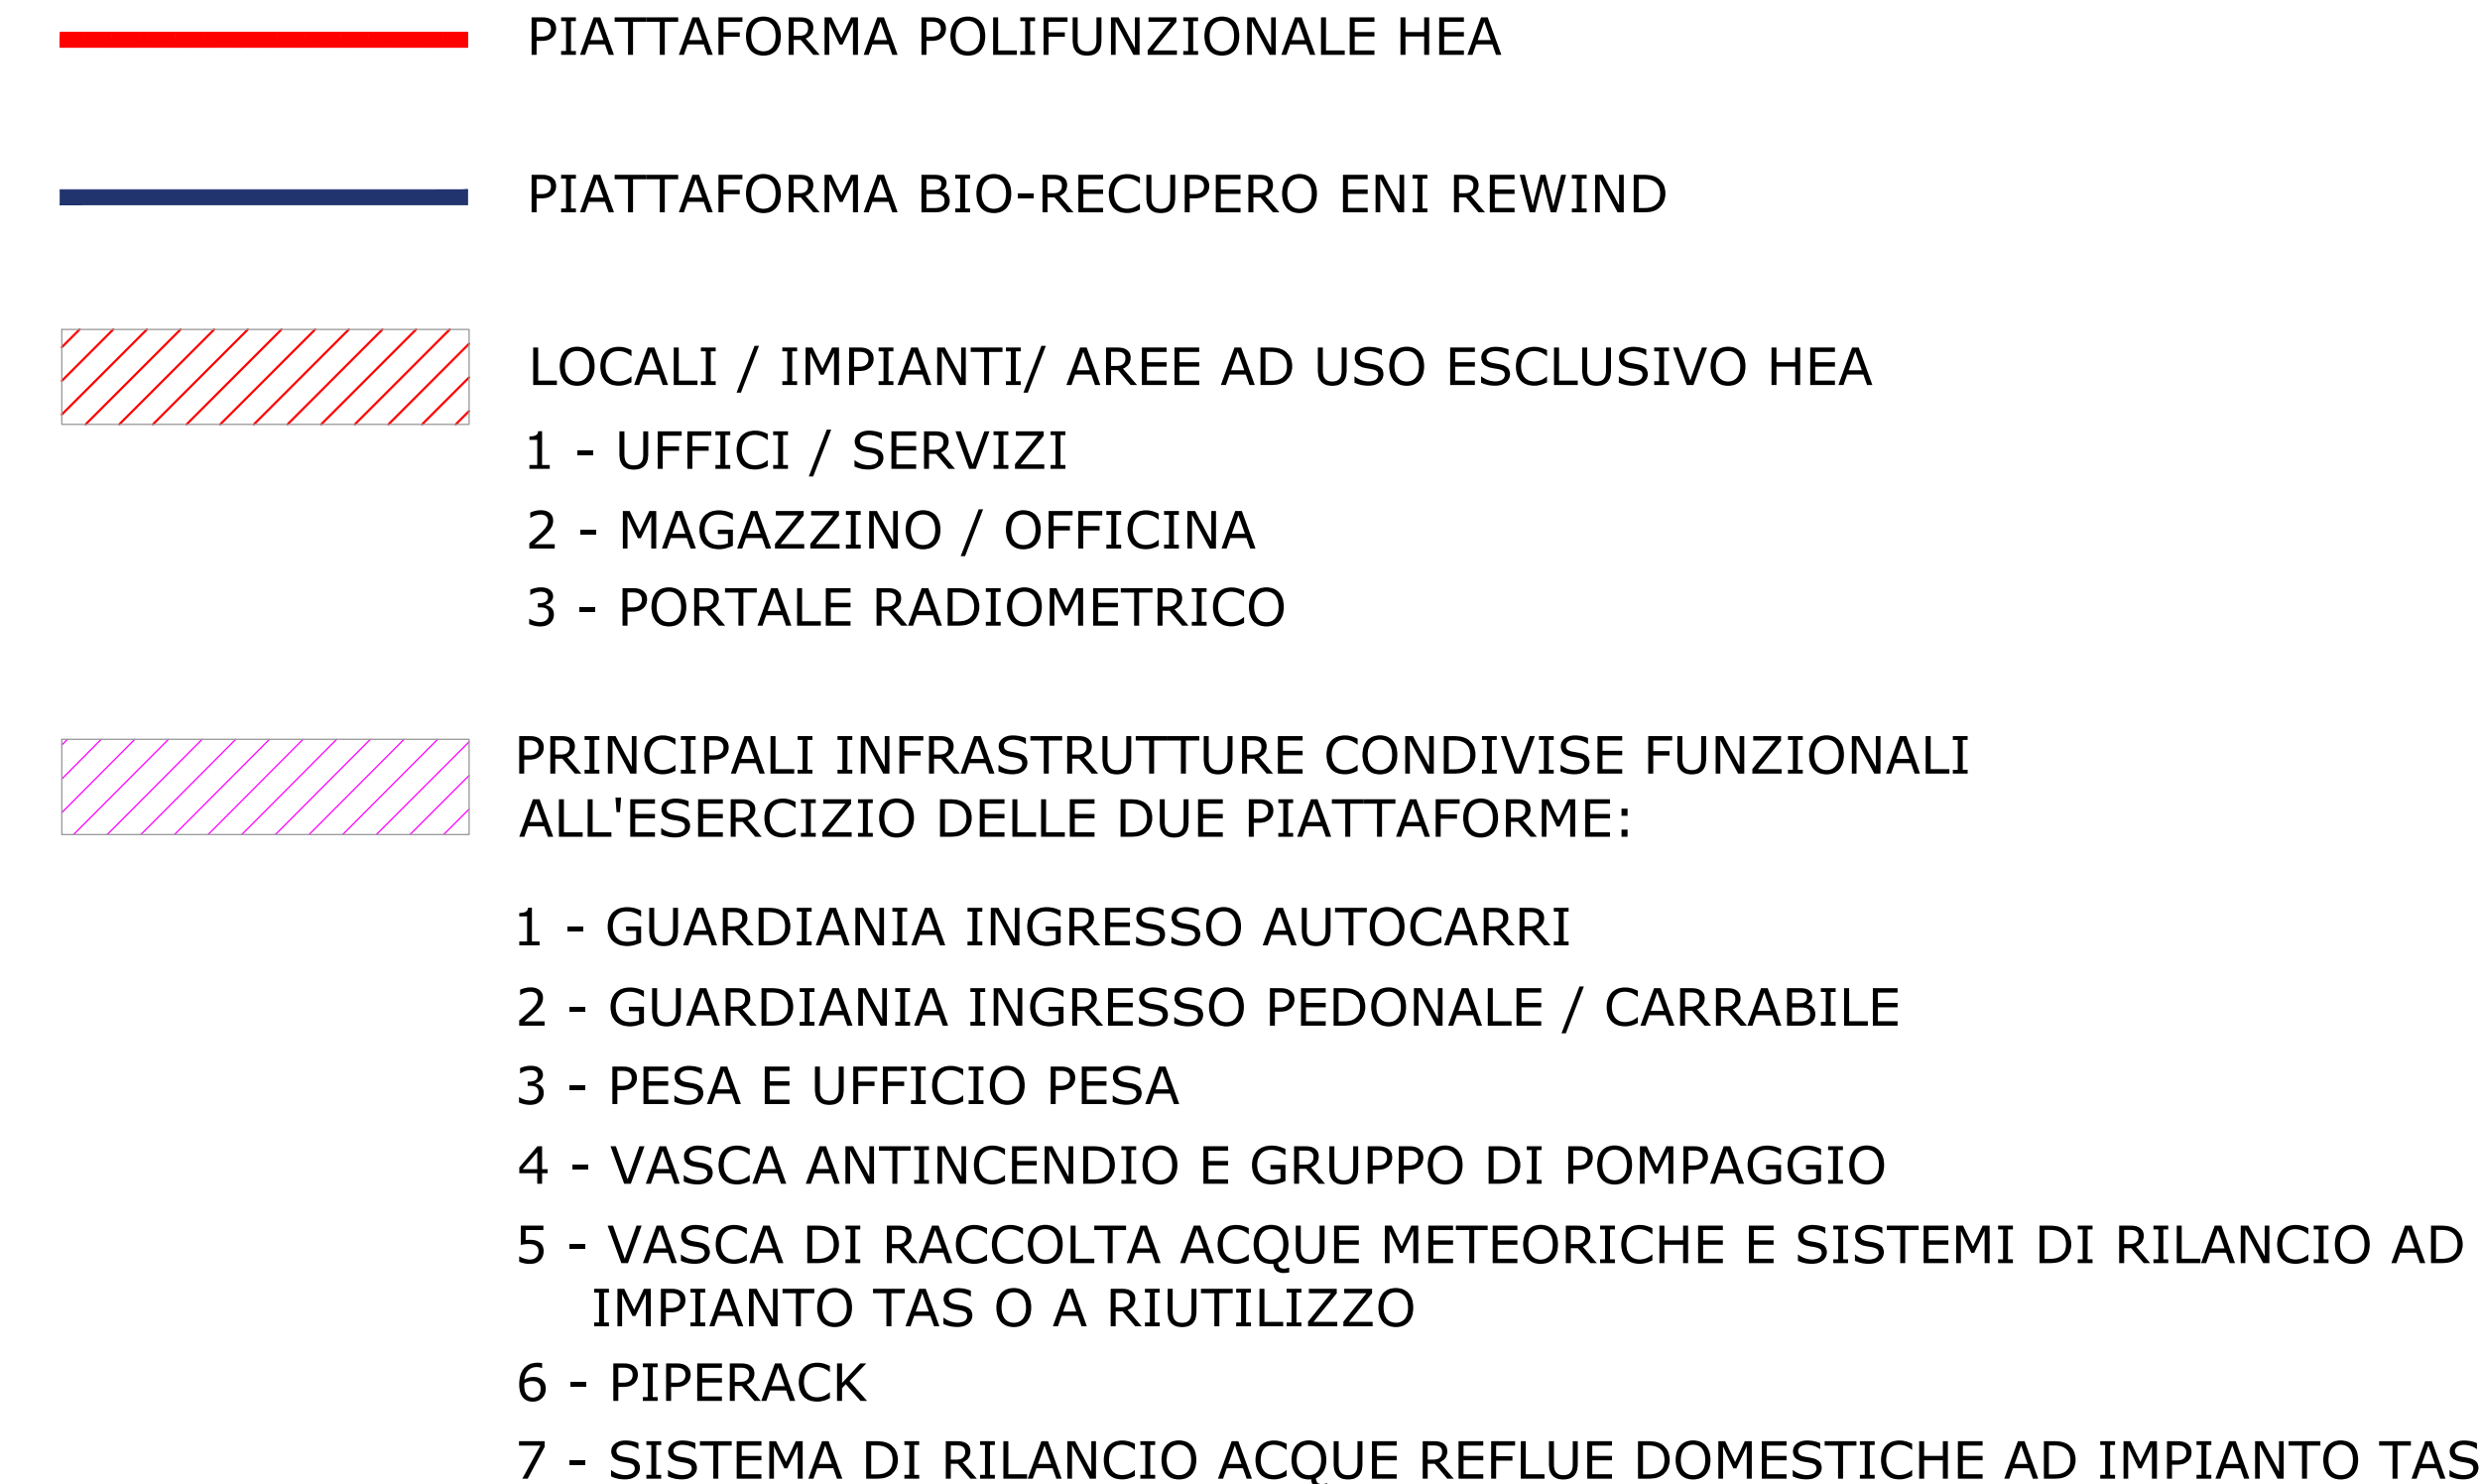 PIATTAFORMA POLIFUNZIONALE HEA
PIATTAFORMA BIO-RECUPERO ENI REWIND
LOCALI / IMPIANTI/ AREE AD USO ESCLUSIVO HEA
1 - UFFICI / SERVIZI
2 - MAGAZZINO / OFFICINA
3 - PORTALE RADIOMETRICO
PRINCIPALI INFRASTRUTTURE CONDIVISE FUNZIONALI
ALL'ESERCIZIO DELLE DUE PIATTAFORME:
1 - GUARDIANIA INGRESSO AUTOCARRI
2 - GUARDIANIA INGRESSO PEDONALE / CARRABILE
3 - PESA E UFFICIO PESA
4 - VASCA ANTINCENDIO E GRUPPO DI POMPAGGIO
5 - VASCA DI RACCOLTA ACQUE METEORICHE E SISTEMI DI RILANCIO AD
IMPIANTO TAS O A RIUTILIZZO
6 - PIPERACK
7 - SISTEMA DI RILANCIO ACQUE REFLUE DOMESTICHE AD IMPIANTO TAS